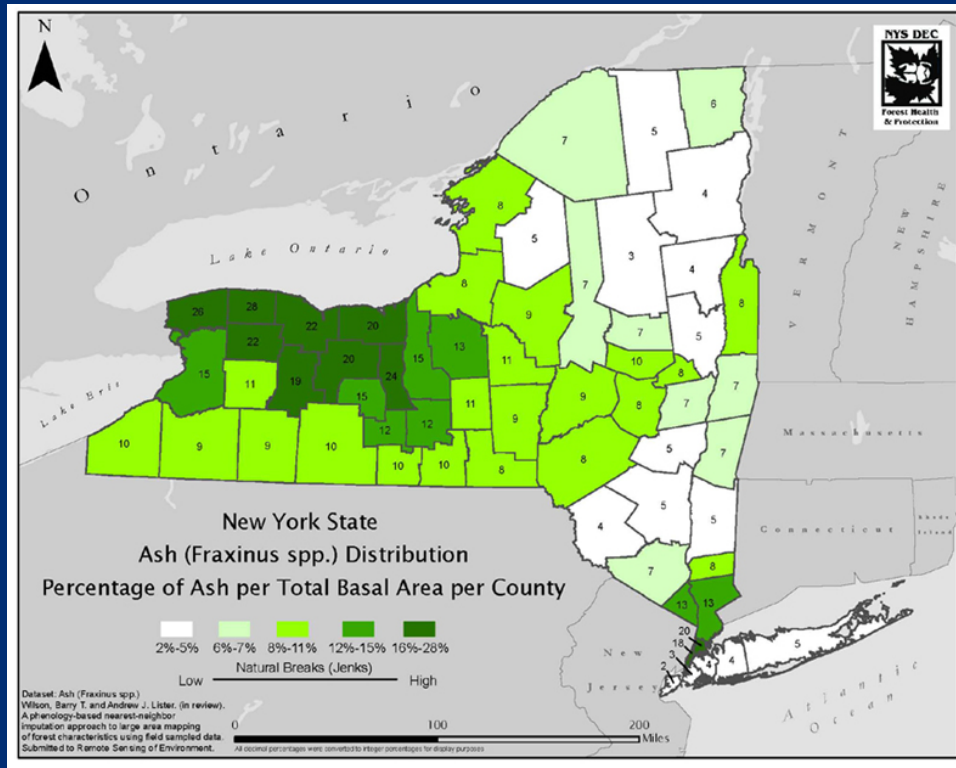 N
NYS DEC
Forest Health
& Protection
Ontario
Lake Ontario
Lake Erie
VERMONT
NEW
HAMPSHIRE
Massachusetts
Connecticut
Rhode
Island
New
Jersey
Atlantic
Ocean
6
7
5
4
8
5
3
4
8
7
8
9
7
5
26
28
22
20
15
13
11
10
8
7
22
20
24
15
11
19
15
12
12
11
9
9
8
7
7
10
9
9
10
10
10
8
8
5
4
5
5
7
8
13
13
20
18
3
2
4
4
5
New York State
Ash (Fraxinus spp.) Distribution
Percentage of Ash per Total Basal Area per County
2%-5% 6%-7% 8%-11% 12%-15% 16%-28%
Natural Breaks (Jenks)
Low High
Dataset: Ash (Fraxinus spp.)
Wilson, Barry T. and Andrew J. Lister. (in review).
A phenology-based nearest-neighbor
imputation approach to large area mapping
of forest characteristics using field sampled data.
Submitted to Remote Sensing of Environment.
0 100 200
Miles
All decimal percentages were converted to integer percentages for display purposes